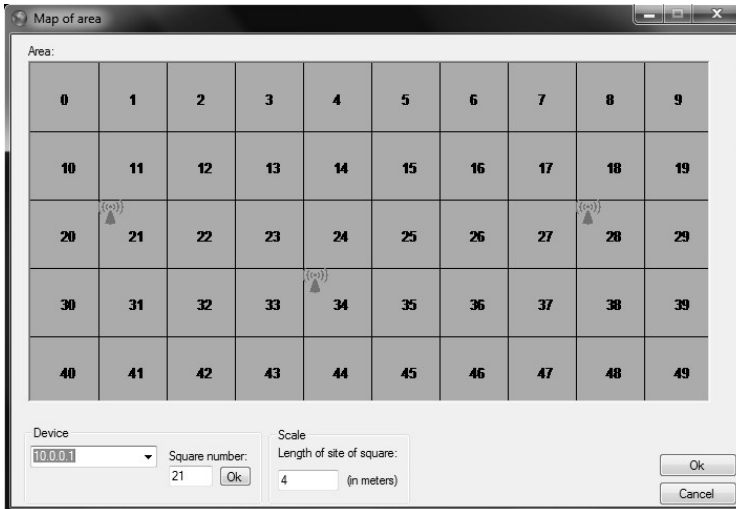 Map of area
Area:
0 1 2 3 4 5 6 7 8 9
10 11 12 13 14 15 16 17 18 19
20 21 22 23 24 25 26 27 28 29
30 31 32 33 34 35 36 37 38 39
40 41 42 43 44 45 46 47 48 49
Device
10.0.0.1
Square number:
21 Ok
Scale
Length of site of square:
4 (in meters)
Ok
Cancel